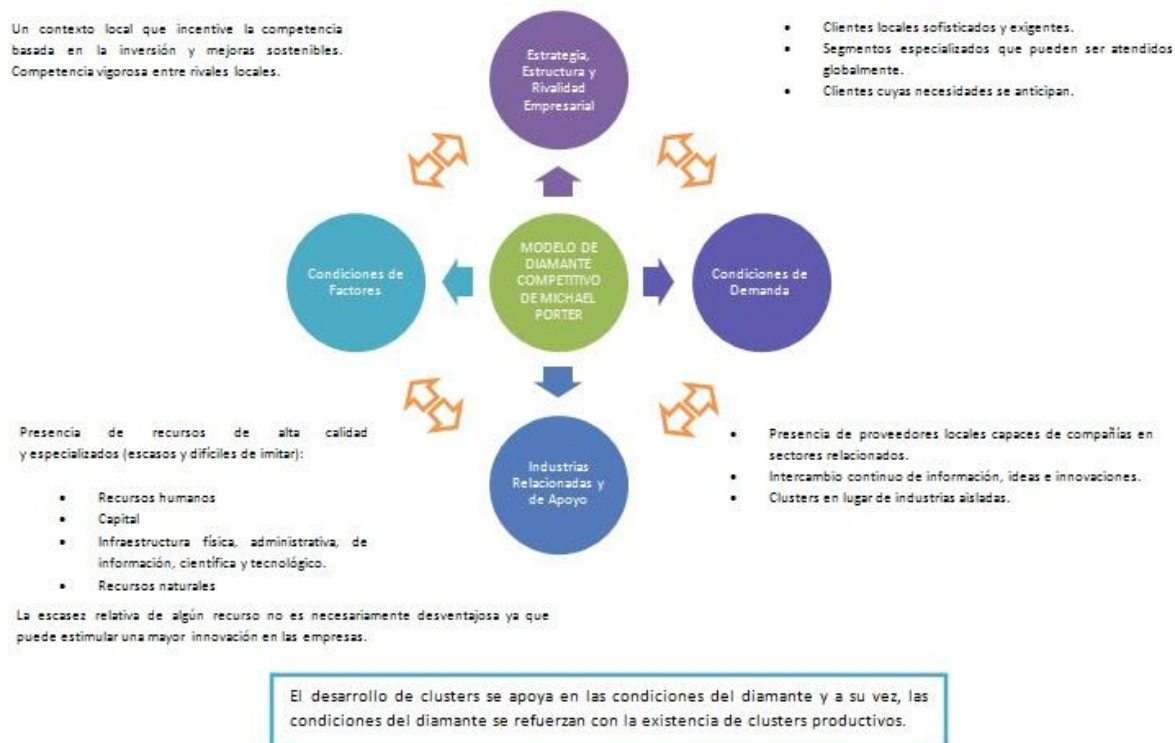 Un contexto local que incentive la competencia
basada en la inversión y mejoras sostenibles.
Competencia vigorosa entre rivales locales.
Estrategia,
Estructura y
Rivalidad
Empresarial
• Clientes locales sofisticados y exigentes.
• Segmentos especializados que pueden ser atendidos
globalmente.
• Clientes cuyas necesidades se anticipan.
Condiciones de
Factores
MODELO DE
DIAMANTE
COMPETITIVO
DE MICHAEL
PORTER
Condiciones de
Demanda
Presencia de recursos de alta calidad
y especializados (escasos y difíciles de imitar):
• Recursos humanos
• Capital
• Infraestructura física, administrativa, de
información, científica y tecnológico.
• Recursos naturales
La escasez relativa de algún recurso no es necesariamente desventajosa ya que
puede estimular una mayor innovación en las empresas.
Industrias
Relacionadas y
de Apoyo
• Presencia de proveedores locales capaces de compañías en
sectores relacionados.
• Intercambio continuo de información, ideas e innovaciones.
• Clusters en lugar de industrias aisladas.
El desarrollo de clusters se apoya en las condiciones del diamante y a su vez, las
condiciones del diamante se refuerzan con la existencia de clusters productivos.